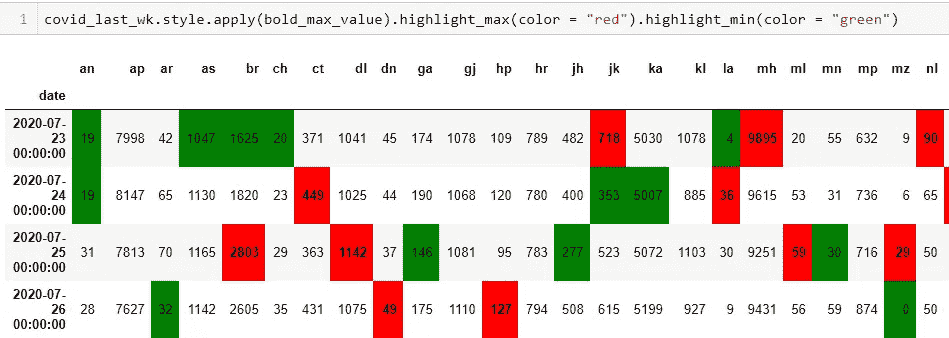 1 covid_last_wk.style.apply(bold_max_value).highlight_max(color = "red").highlight_min(color = "green")
an ap ar as br ch ct dl dn ga gj hp hr jh jk ka kl la mh ml mn mp mz nl
date
2020-07-
23 19 7998 42 1047 1625 20 371 1041 45 174 1078 109 789 482 718 5030 1078 4 9895 20 55 632 9 90
00:00:00
2020-07-
24 19 8147 65 1130 1820 23 449 1025 44 190 1068 120 780 400 353 5007 885 36 9615 53 31 736 6 65
00:00:00
2020-07-
25 31 7813 70 1165 2803 29 363 1142 37 146 1081 95 783 277 523 5072 1103 30 9251 59 30 716 29 50
00:00:00
2020-07-
26 28 7627 32 1142 2605 35 431 1075 49 175 1110 127 794 508 615 5199 927 9 9431 56 59 874 0 50
00:00:00